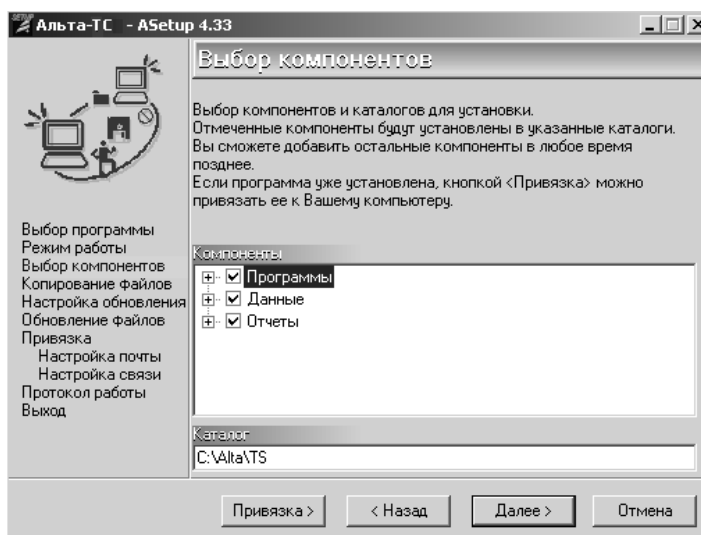 Альта-ТС - ASetup 4.33
Выбор компонентов
Выбор компонентов и каталогов для установки.
Отмеченные компоненты будут установлены в указанные каталоги.
Вы сможете добавить остальные компоненты в любое время
позднее.
Если программа уже установлена, кнопкой <Привязка> можно
привязать ее к Вашему компьютеру.
Выбор программы
Режим работы
Выбор компонентов
Копирование файлов
Настройка обновления
Обновление файлов
Привязка
Настройка почты
Настройка связи
Протокол работы
Выход
Компоненты
Программы
Данные
Отчеты
Каталог
C:\Alta\TS
Привязка >
< Назад
Далее >
Отмена